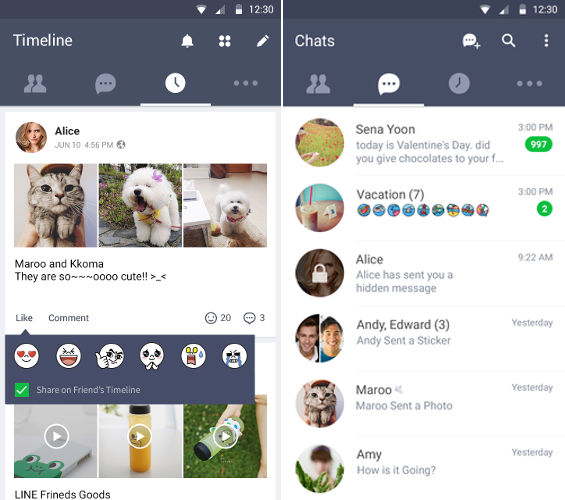 12:30
Timeline
Alice
JUN 10 4:56 PM
Maroo and Kkoma
They are so~~~oooo cute!! >_<
Like Comment 20 3
Share on Friend's Timeline
LINE Frineds Goods
12:30
Chats
Sena Yoon 3:00 PM
today is Valentine's Day. did 997
you give chocolates to your f...
Vacation (7) 3:00 PM
2
Alice 9:22 AM
Alice has sent you a
hidden message
Andy, Edward (3) Yesterday
Andy Sent a Sticker
Maroo Yesterday
Maroo Sent a Photo
Amy Yesterday
How is it Going?